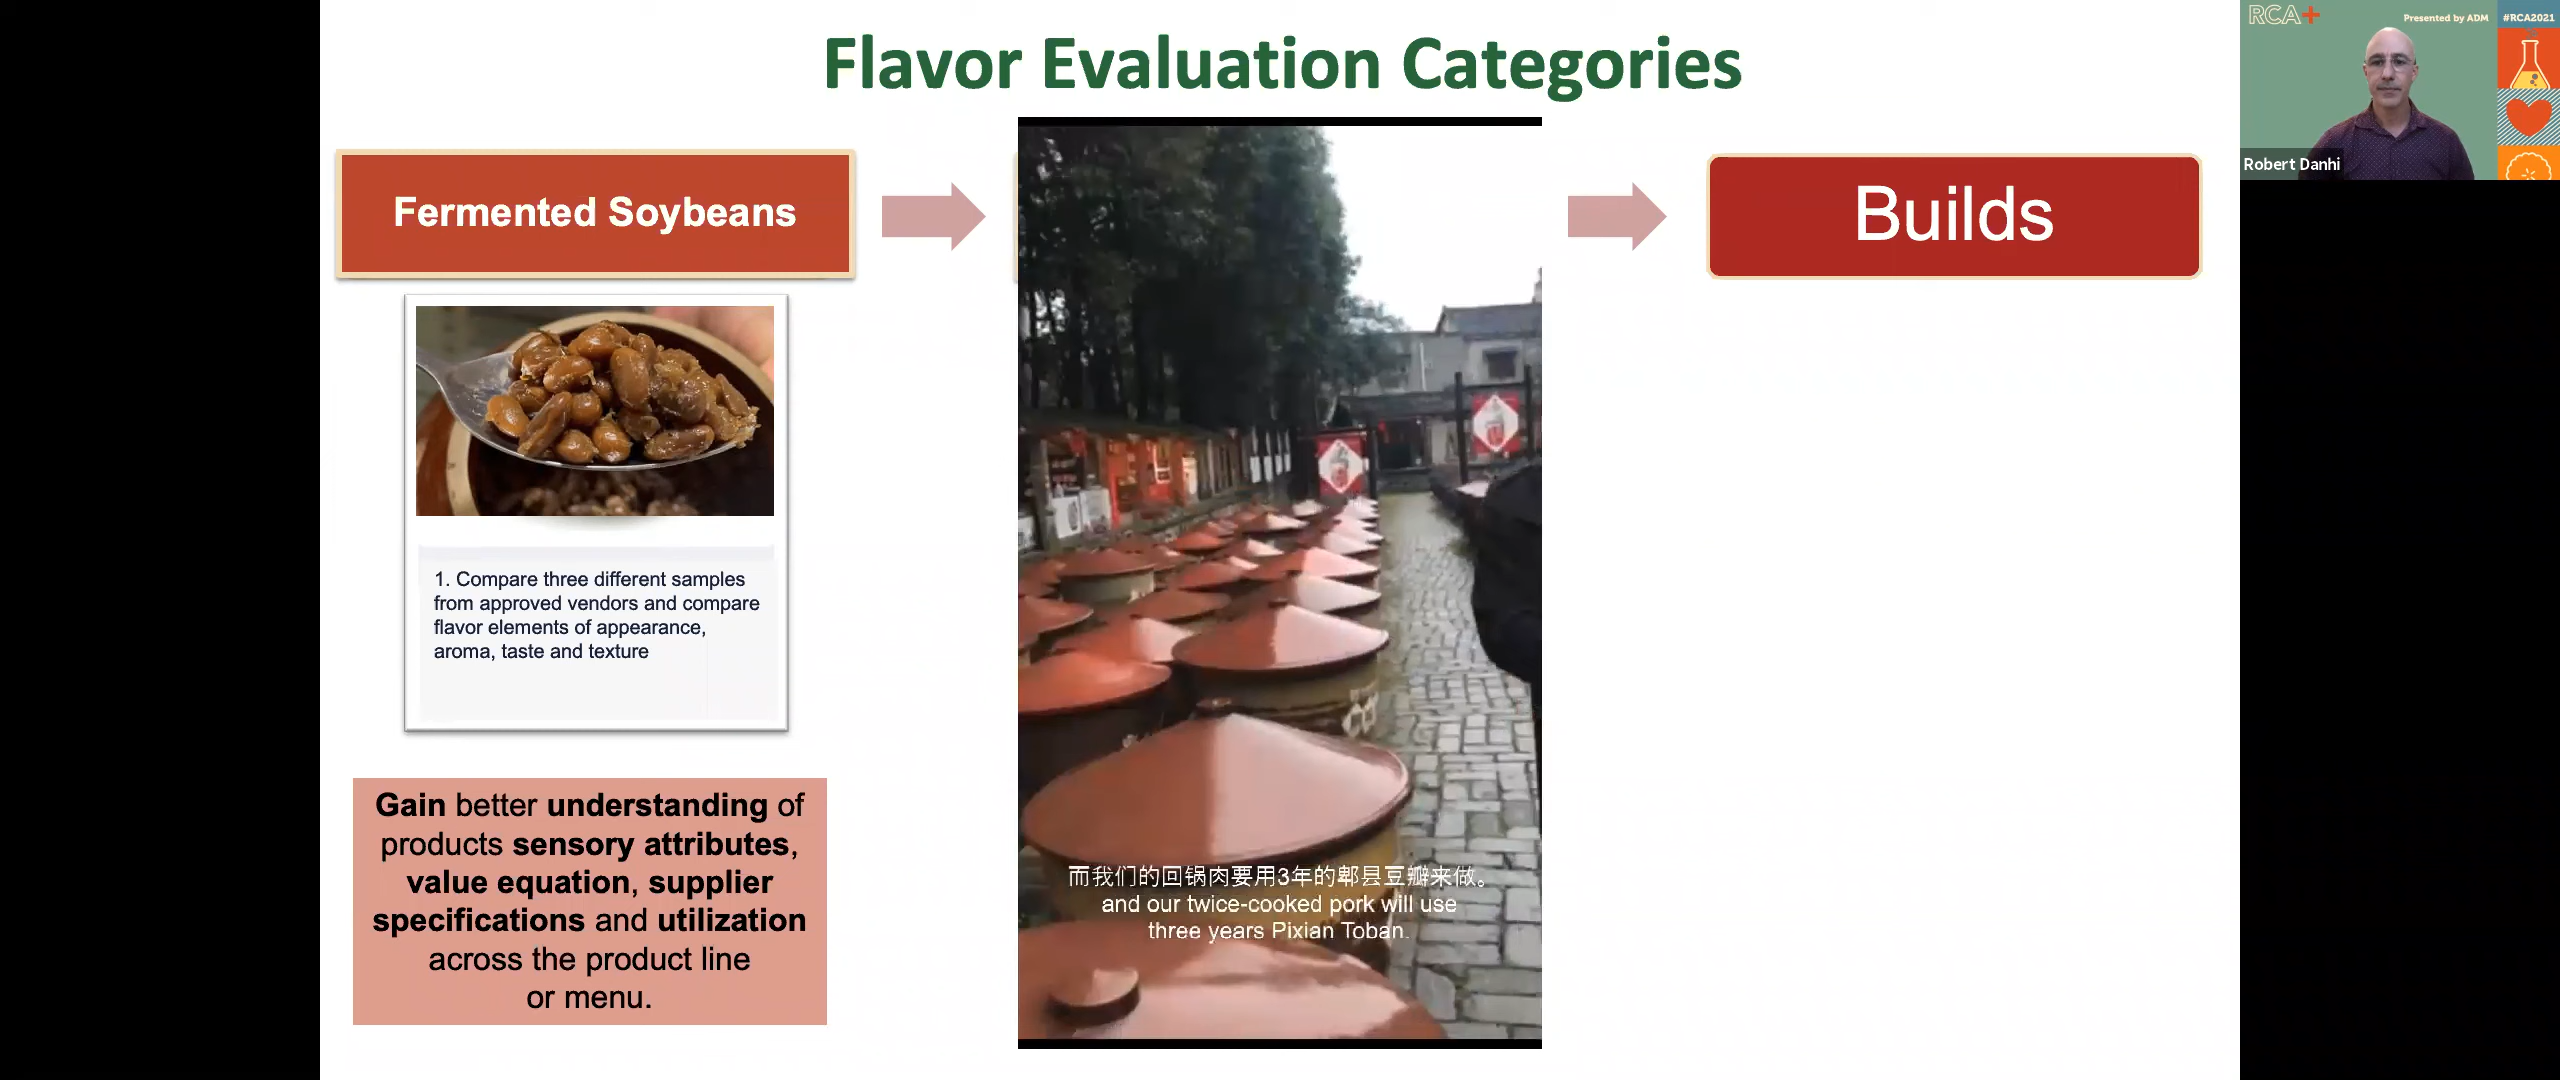 Flavor Evaluation Categories
Fermented Soybeans
1. Compare three different samples
from approved vendors and compare
flavor elements of appearance,
aroma, taste and texture
Gain better understanding of
products sensory attributes,
value equation, supplier
specifications and utilization
across the product line
or menu.
而我们的回锅肉要用3年的郫县豆瓣来做。
and our twice-cooked pork will use
three years Pixian Toban.
Builds
RCA+
Presented by ADM
#RCA2021
Robert Danhi